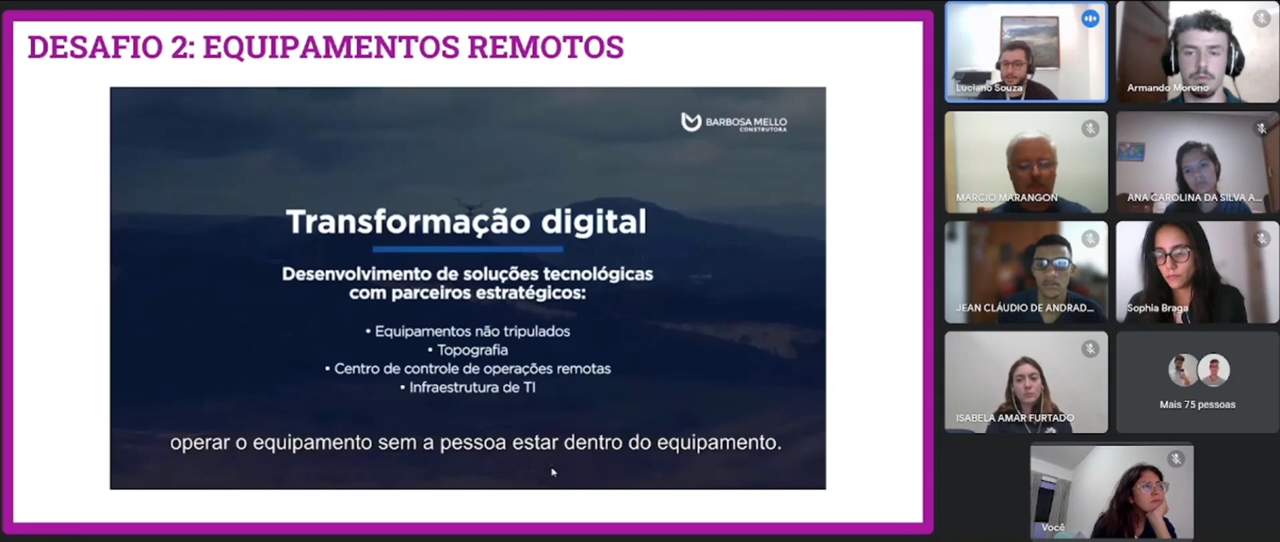 DESAFIO 2: EQUIPAMENTOS REMOTOS
BARBOSA MELLO
CONSTRUTORA
Transformação digital
Desenvolvimento de soluções tecnológicas
com parceiros estratégicos:
• Equipamentos não tripulados
• Topografia
• Centro de controle de operações remotas
• Infraestrutura de TI
operar o equipamento sem a pessoa estar dentro do equipamento.
Luciano Souza
Armando Moreno
MARCIO MARANGON
ANA CAROLINA DA SILVA A...
JEAN CLÁUDIO DE ANDRAD...
Sophia Braga
ISABELA AMAR FURTADO
Mais 75 pessoas
Você